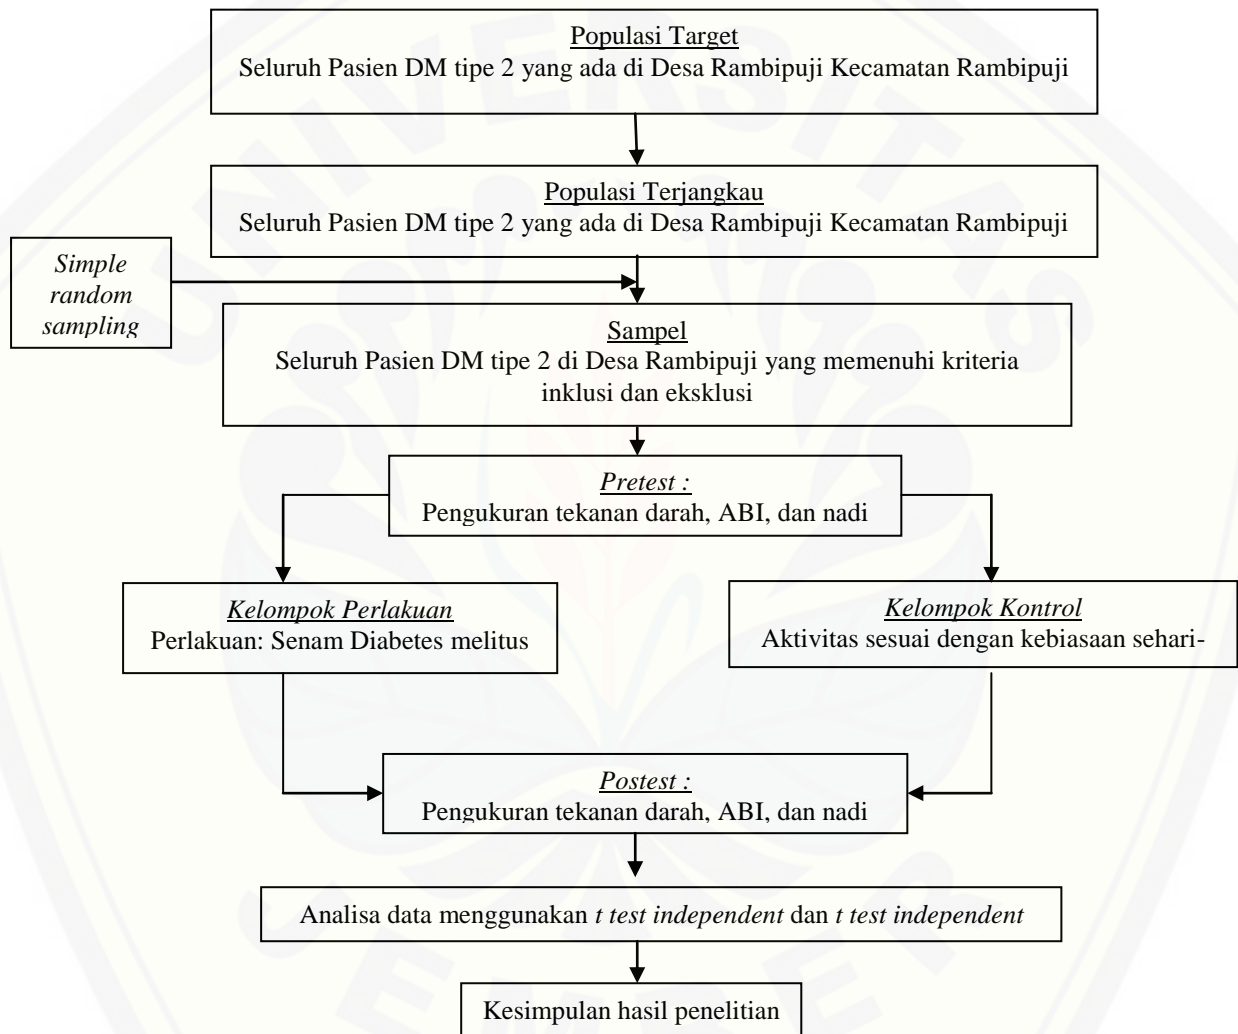 Populasi Target
Seluruh Pasien DM tipe 2 yang ada di Desa Rambipuji Kecamatan Rambipuji
Populasi Terjangkau
Seluruh Pasien DM tipe 2 yang ada di Desa Rambipuji Kecamatan Rambipuji
Simple
random
sampling
Sampel
Seluruh Pasien DM tipe 2 di Desa Rambipuji yang memenuhi kriteria
inklusi dan eksklusi
Pretest :
Pengukuran tekanan darah, ABI, dan nadi
Kelompok Perlakuan
Perlakuan: Senam Diabetes melitus
Kelompok Kontrol
Aktivitas sesuai dengan kebiasaan sehari-
Postest :
Pengukuran tekanan darah, ABI, dan nadi
Analisa data menggunakan t test independent dan t test independent
Kesimpulan hasil penelitian
UNIVERSITAS
JEMBER